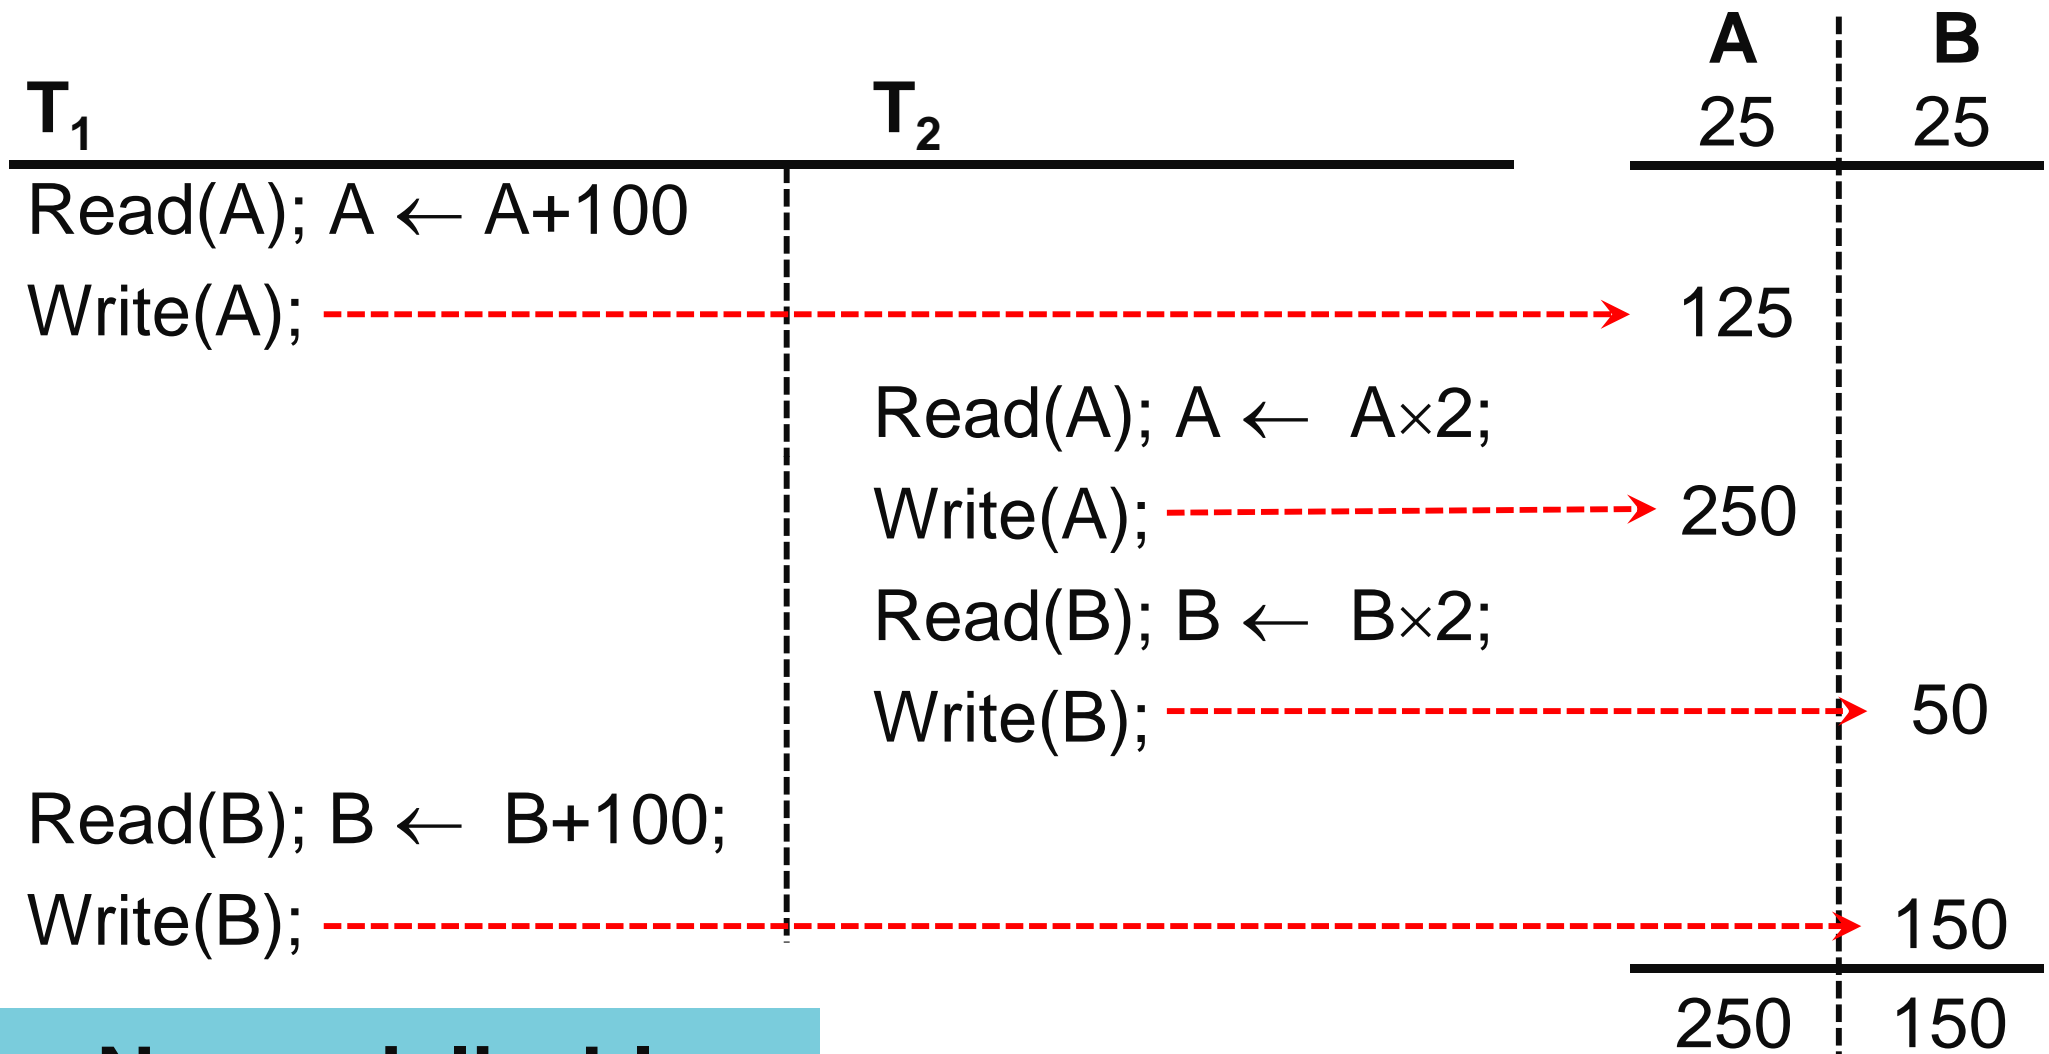 A B
T1 T2 25 25
Read(A); A ← A+100
Write(A); 125
Read(A); A ← A×2;
Write(A); 250
Read(B); B ← B×2;
Write(B); 50
Read(B); B ← B+100;
Write(B); 150
250 150